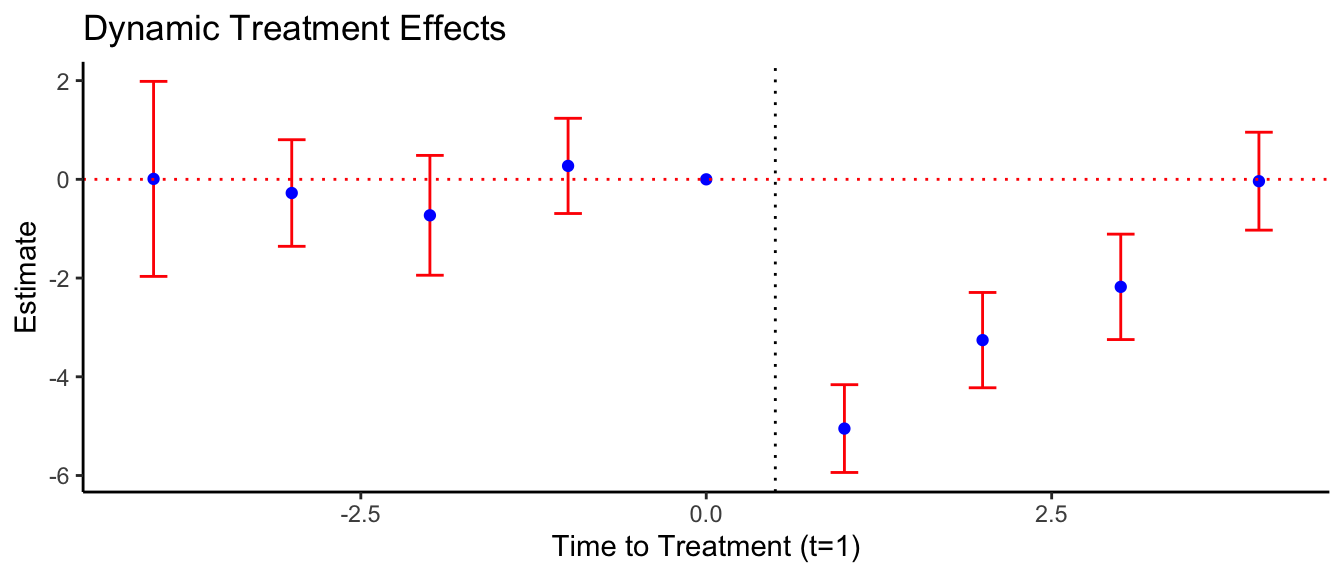 Dynamic Treatment Effects
Estimate
2
0
-2
-4
-6
-2.5
0.0
2.5
Time to Treatment (t=1)